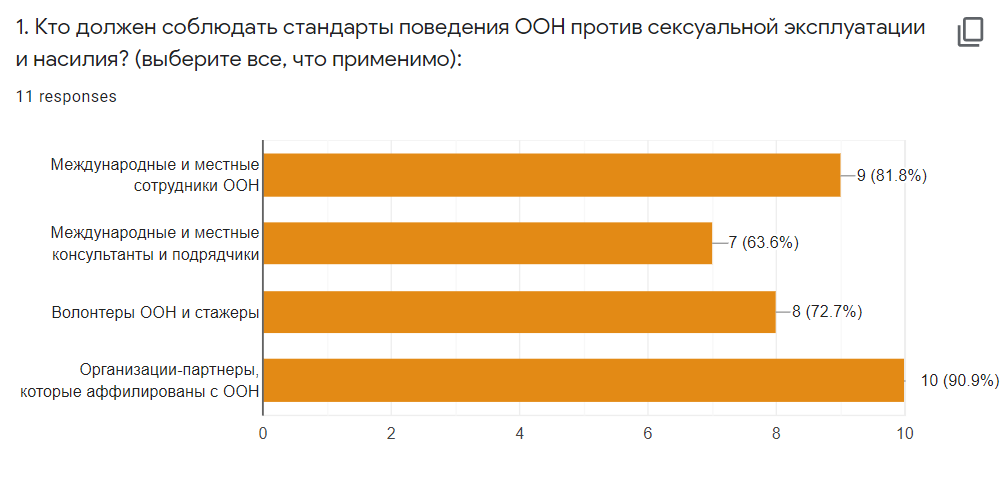 1. Кто должен соблюдать стандарты поведения ООН против сексуальной эксплуатации
и насилия? (выберите все, что применимо):
11 responses
Международные и местные
сотрудники ООН
9 (81.8%)
Международные и местные
консультанты и подрядчики
7 (63.6%)
Волонтеры ООН и стажеры
8 (72.7%)
Организации-партнеры,
которые аффилированы с ООН
10 (90.9%)
0 2 4 6 8 10